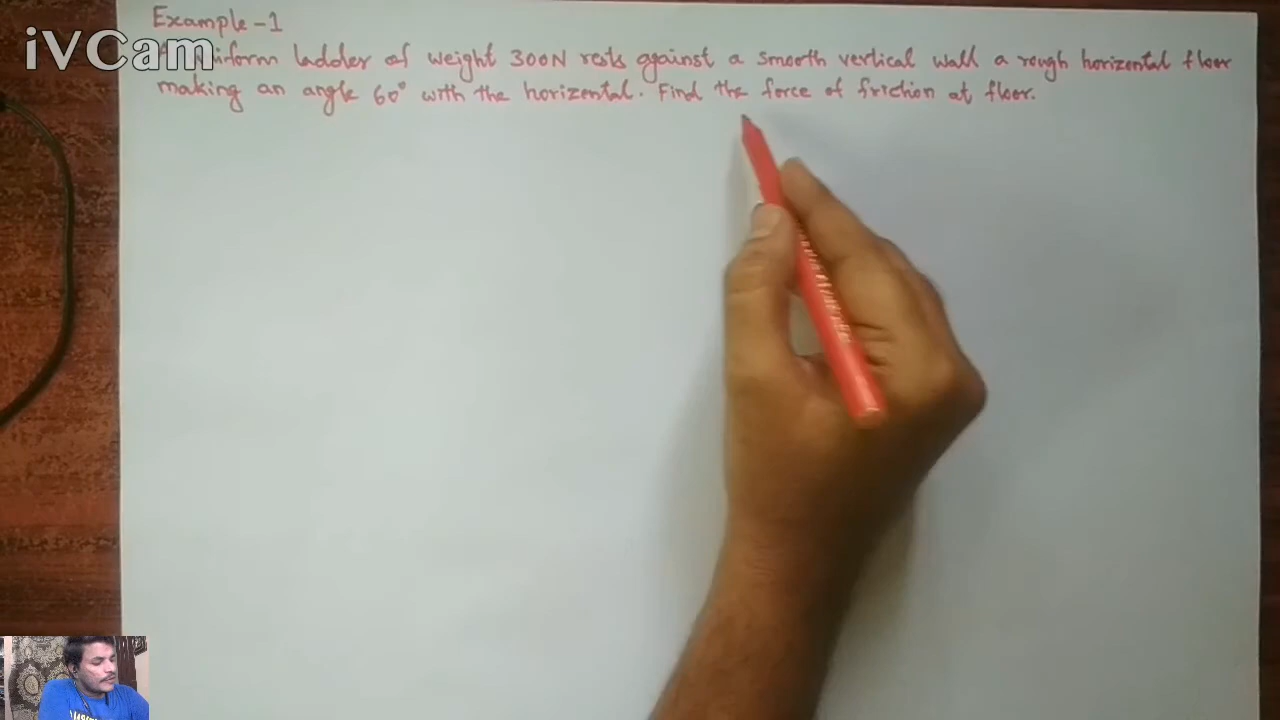 Example-1
iVCam
uniform ladder of weight 300N rests against a smooth vertical wall a rough horizontal floor
making an angle 60° with the horizontal. Find the force of friction at floor.